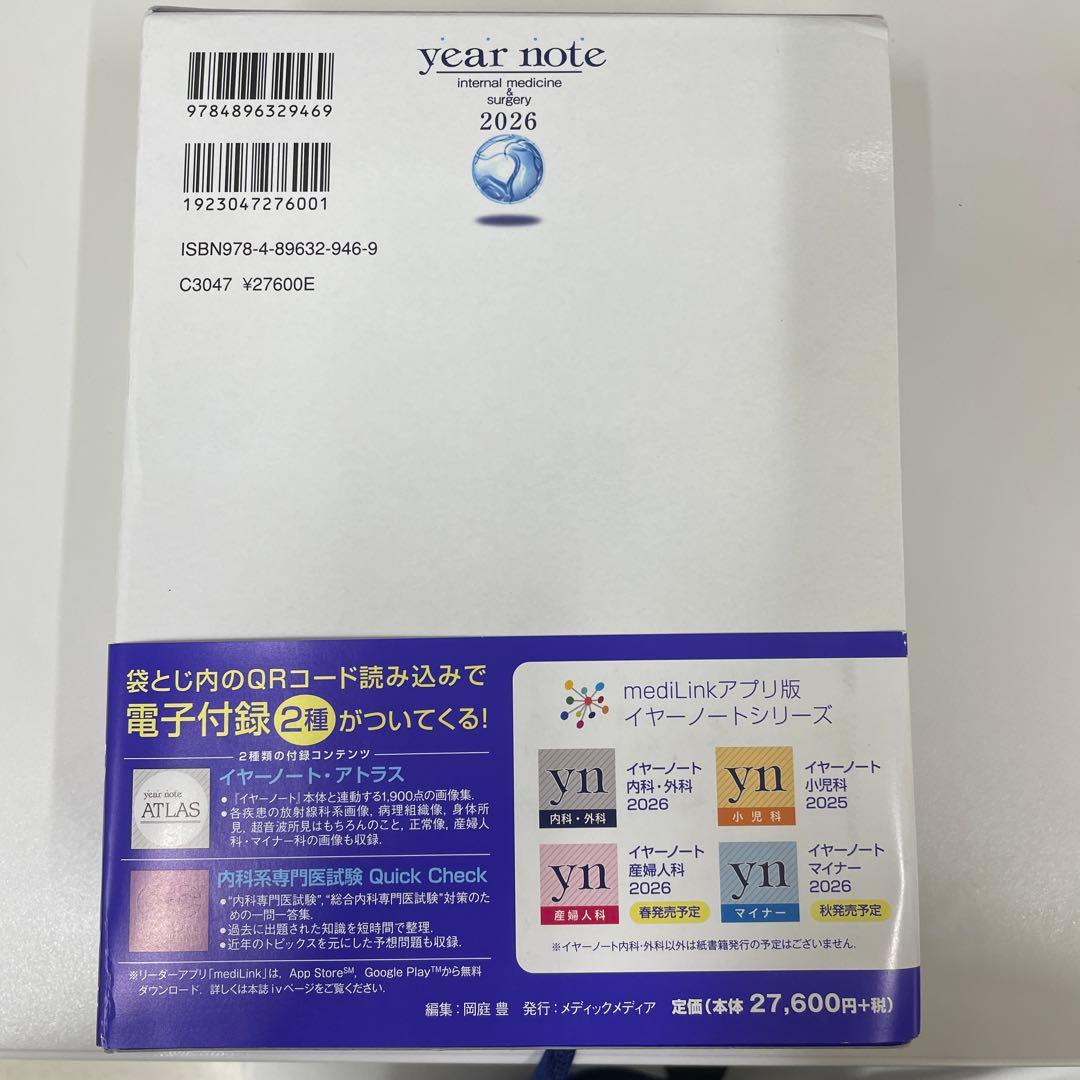 9784896329469
1923047276001
ISBN978-4-89632-946-9
C3047 ¥27600E
year note
internal medicine
&
surgery
2026
袋とじ内のQRコード読み込みで
電子付録2種がついてくる!
2種類の付録コンテンツ
year note
ATLAS
イヤーノート・アトラス
• 『イヤーノート』本体と連動する1,900点の画像集.
• 各疾患の放射線科系画像, 病理組織像, 身体所
見, 超音波所見はもちろんのこと, 正常像, 産婦人
科・マイナー科の画像も収録.
内科系専門医試験 Quick Check
• “内科専門医試験”, “総合内科専門医試験”対策のた
めの一問一答集.
• 過去に出題された知識を短時間で整理.
• 近年のトピックスを元にした予想問題も収録.
※リーダーアプリ「mediLink」は, App StoreSM, Google Play™から無料
ダウンロード. 詳しくは本誌ivページをご覧ください.
mediLinkアプリ版
イヤーノートシリーズ
yn
内科・外科
イヤーノート
内科・外科
2026
yn
小児科
イヤーノート
小児科
2025
yn
産婦人科
イヤーノート
産婦人科
2026
春発売予定
yn
マイナー
イヤーノート
マイナー
2026
秋発売予定
※イヤーノート内科・外科以外は紙書籍発行の予定はございません.
編集:岡庭 豊 発行:メディックメディア 定価(本体 27,600円+税)